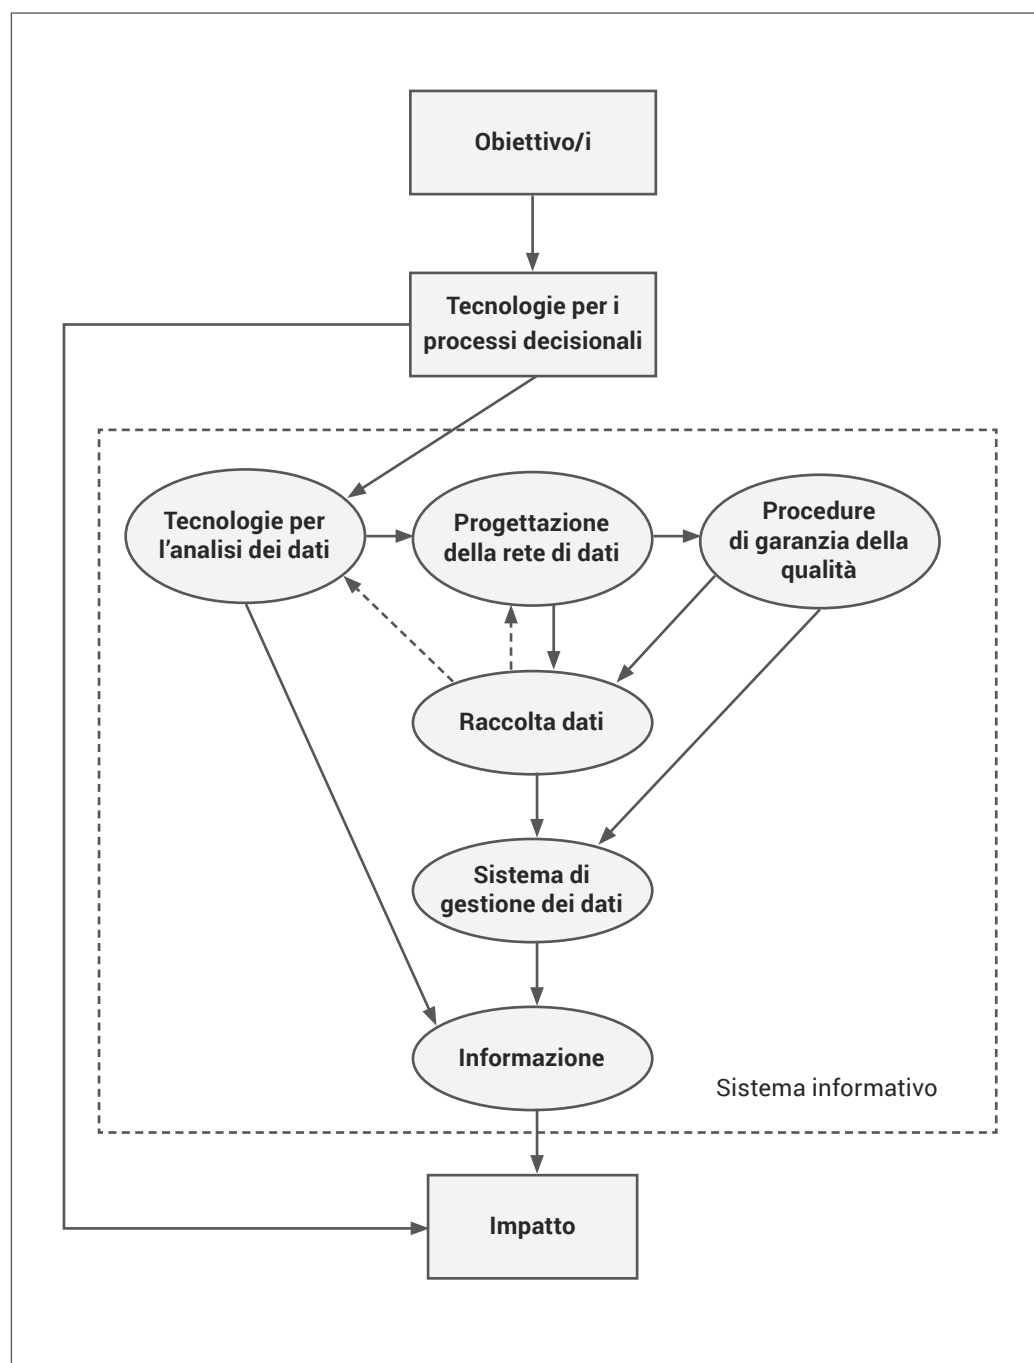 Obiettivo/i
Tecnologie per i
processi decisionali
Tecnologie per
l'analisi dei dati
Progettazione
della rete di dati
Procedure
di garanzia della
qualità
Raccolta dati
Sistema di
gestione dei dati
Informazione
Sistema informativo
Impatto